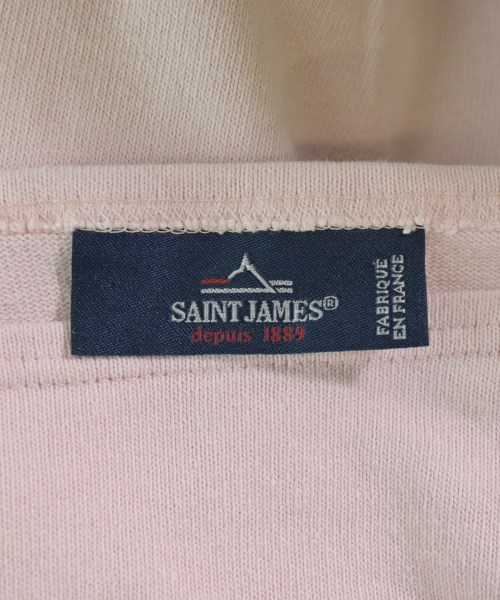 SAINT JAMES®
depuis 1889
FABRIQUÉ
EN FRANCE